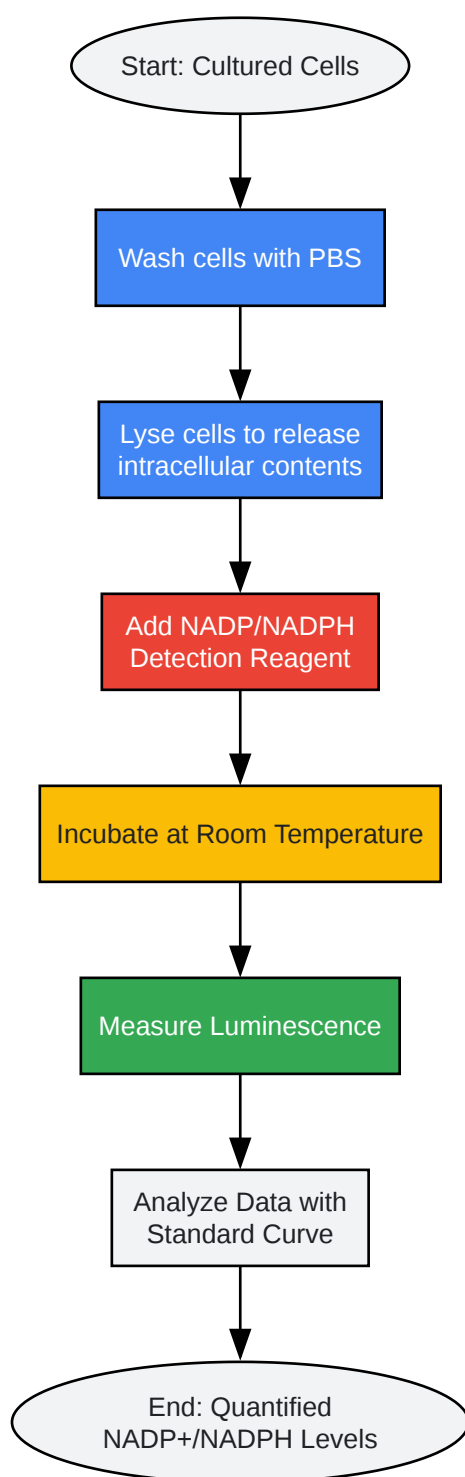 Start: Cultured Cells
Wash cells with PBS
Lyse cells to release
intracellular contents
Add NADP/NADPH
Detection Reagent
Incubate at Room Temperature
Measure Luminescence
Analyze Data with
Standard Curve
End: Quantified
NADP+/NADPH Levels